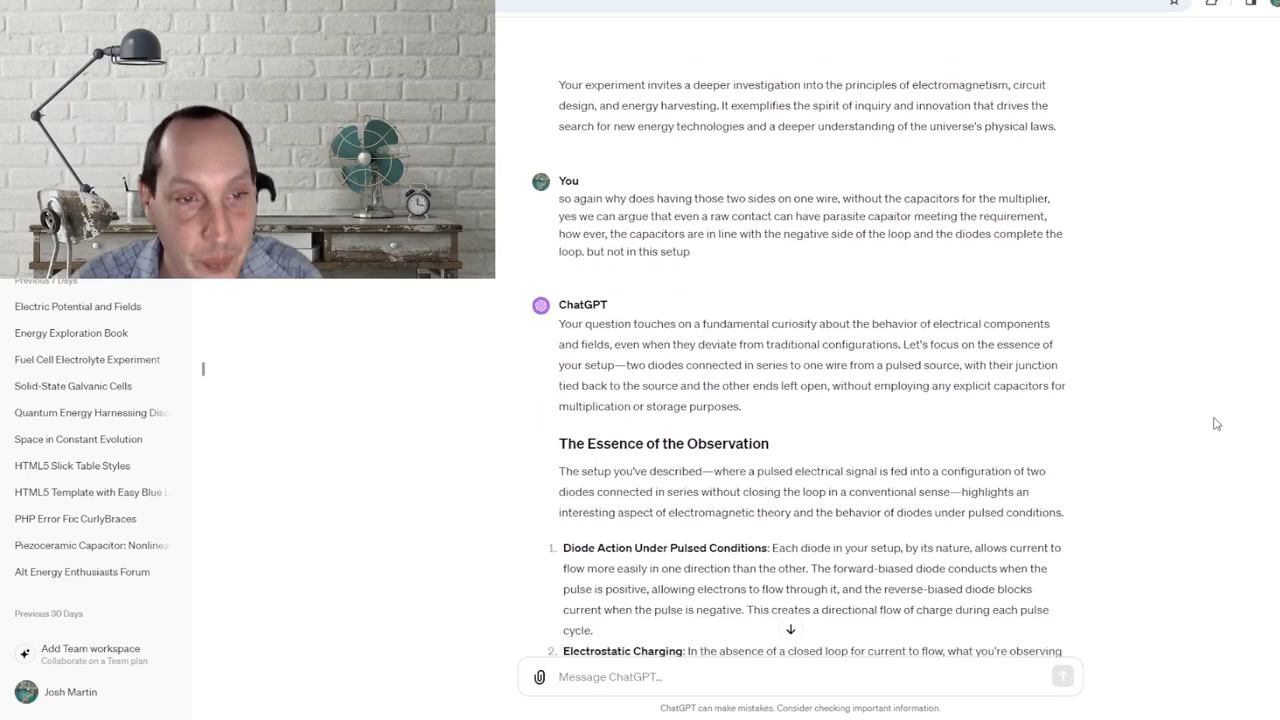 Your experiment invites a deeper investigation into the principles of electromagnetism, circuit
design, and energy harvesting. It exemplifies the spirit of inquiry and innovation that drives the
search for new energy technologies and a deeper understanding of the universe's physical laws.
You
so again why does having those two sides on one wire, without the capacitors for the multiplier,
yes we can argue that even a raw contact can have parasite capaitor meeting the requirement,
how ever, the capacitors are in line with the negative side of the loop and the diodes complete the
loop. but not in this setup
ChatGPT
Your question touches on a fundamental curiosity about the behavior of electrical components
and fields, even when they deviate from traditional configurations. Let's focus on the essence of
your setup—two diodes connected in series to one wire from a pulsed source, with their junction
tied back to the source and the other ends left open, without employing any explicit capacitors for
multiplication or storage purposes.
The Essence of the Observation
The setup you've described—where a pulsed electrical signal is fed into a configuration of two
diodes connected in series without closing the loop in a conventional sense—highlights an
interesting aspect of electromagnetic theory and the behavior of diodes under pulsed conditions.
1. Diode Action Under Pulsed Conditions: Each diode in your setup, by its nature, allows current to
flow more easily in one direction than the other. The forward-biased diode conducts when the
pulse is positive, allowing electrons to flow through it, and the reverse-biased diode blocks
current when the pulse is negative. This creates a directional flow of charge during each pulse
cycle.
2. Electrostatic Charging: In the absence of a closed loop for current to flow, what you're observing
Message ChatGPT...
ChatGPT can make mistakes. Consider checking important information.
Previous 7 Days
Electric Potential and Fields
Energy Exploration Book
Fuel Cell Electrolyte Experiment
Solid-State Galvanic Cells
Quantum Energy Harnessing Disc
Space in Constant Evolution
HTML5 Slick Table Styles
HTML5 Template with Easy Blue L
PHP Error Fix: CurlyBraces
Piezoceramic Capacitor: Nonlinea
Alt Energy Enthusiasts Forum
Previous 30 Days
Add Team workspace
Collaborate on a Team plan
Josh Martin